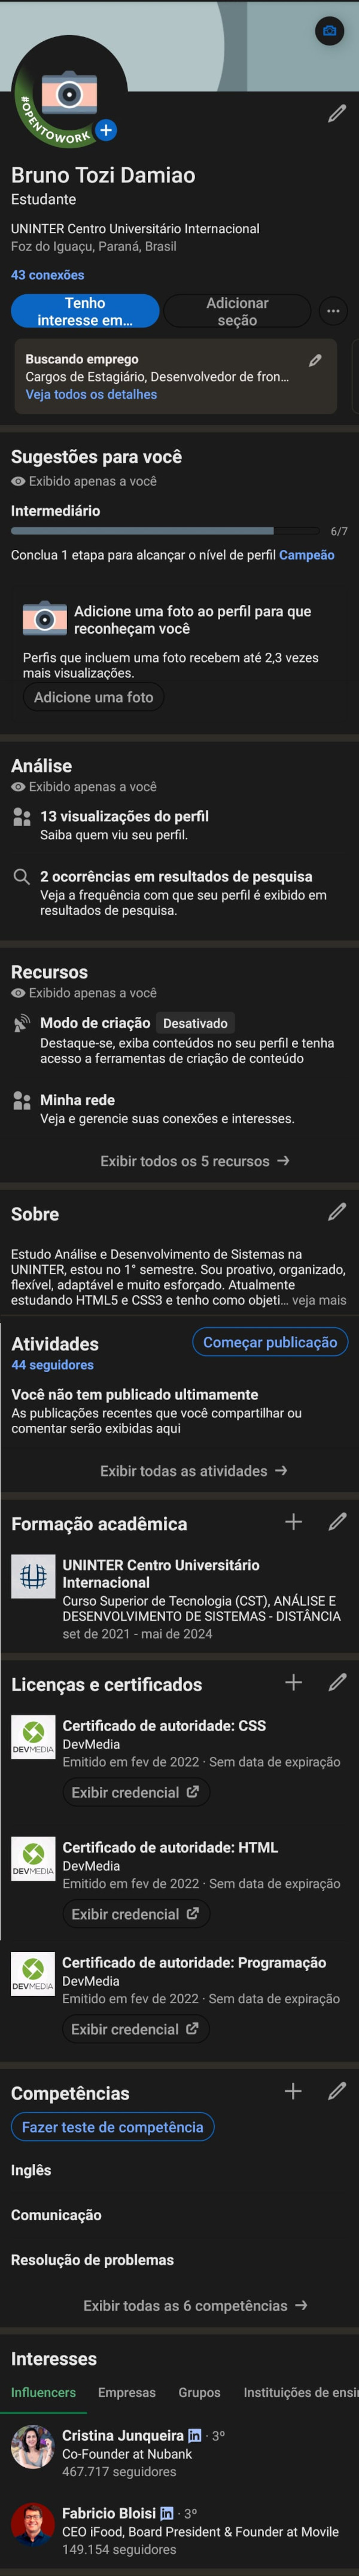 #OPENTOWORK
Bruno Tozi Damiao
Estudante
UNINTER Centro Universitário Internacional
Foz do Iguaçu, Paraná, Brasil
43 conexões
Tenho
interesse em...
Adicionar
seção
Buscando emprego
Cargos de Estagiário, Desenvolvedor de fron...
Veja todos os detalhes
Sugestões para você
Exibido apenas a você
Intermediário
6/7
Conclua 1 etapa para alcançar o nível de perfil Campeão
Adicione uma foto ao perfil para que
reconheçam você
Perfis que incluem uma foto recebem até 2,3 vezes
mais visualizações.
Adicione uma foto
Análise
Exibido apenas a você
13 visualizações do perfil
Saiba quem viu seu perfil.
2 ocorrências em resultados de pesquisa
Veja a frequência com que seu perfil é exibido em
resultados de pesquisa.
Recursos
Exibido apenas a você
Modo de criação Desativado
Destaque-se, exiba conteúdos no seu perfil e tenha
acesso a ferramentas de criação de conteúdo
Minha rede
Veja e gerencie suas conexões e interesses.
Exibir todos os 5 recursos →
Sobre
Estudo Análise e Desenvolvimento de Sistemas na
UNINTER, estou no 1° semestre. Sou proativo, organizado,
flexível, adaptável e muito esforçado. Atualmente
estudando HTML5 e CSS3 e tenho como objeti... veja mais
Atividades
Começar publicação
44 seguidores
Você não tem publicado ultimamente
As publicações recentes que você compartilhar ou
comentar serão exibidas aqui
Exibir todas as atividades →
Formação acadêmica
UNINTER Centro Universitário
Internacional
Curso Superior de Tecnologia (CST), ANÁLISE E
DESENVOLVIMENTO DE SISTEMAS - DISTÂNCIA
set de 2021 - mai de 2024
Licenças e certificados
Certificado de autoridade: CSS
DEVMEDIA
DevMedia
Emitido em fev de 2022 · Sem data de expiração
Exibir credencial
Certificado de autoridade: HTML
DEVMEDIA
DevMedia
Emitido em fev de 2022 · Sem data de expiração
Exibir credencial
Certificado de autoridade: Programação
DEVMEDIA
DevMedia
Emitido em fev de 2022 · Sem data de expiração
Exibir credencial
Competências
Fazer teste de competência
Inglês
Comunicação
Resolução de problemas
Exibir todas as 6 competências →
Interesses
Influencers Empresas Grupos Instituições de ensi
Cristina Junqueira in · 3º
Co-Founder at Nubank
467.717 seguidores
Fabricio Bloisi in · 3º
CEO iFood, Board President & Founder at Movile
149.154 seguidores